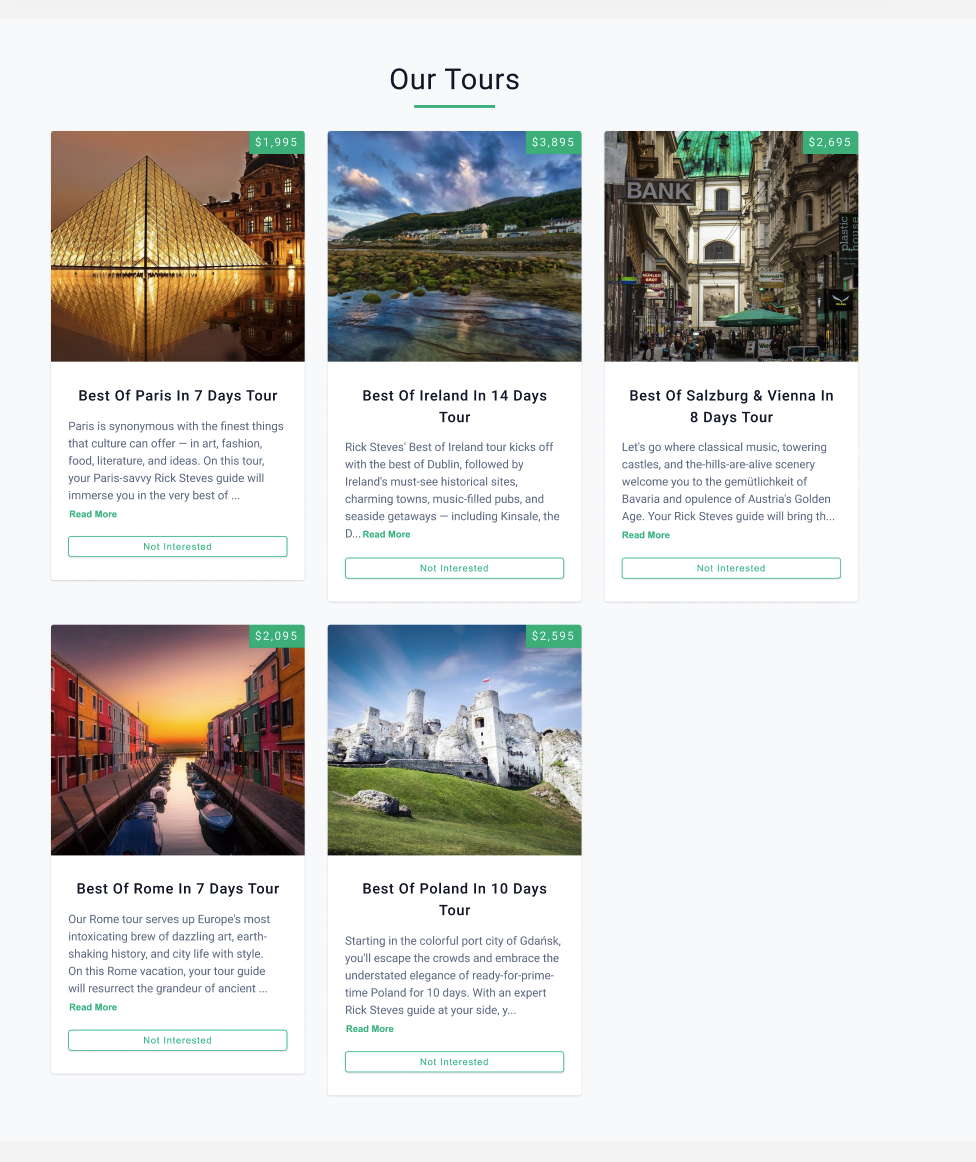 Our Tours
$1,995
$3,895
$2,695
BANK
plastic
house
MÜHLEN
BROT
Best Of Paris In 7 Days Tour
Paris is synonymous with the finest things
that culture can offer — in art, fashion,
food, literature, and ideas. On this tour,
your Paris-savvy Rick Steves guide will
immerse you in the very best of ...
Read More
Not Interested
Best Of Ireland In 14 Days
Tour
Rick Steves' Best of Ireland tour kicks off
with the best of Dublin, followed by
Ireland's must-see historical sites,
charming towns, music-filled pubs, and
seaside getaways — including Kinsale, the
D... Read More
Not Interested
Best Of Salzburg & Vienna In
8 Days Tour
Let's go where classical music, towering
castles, and the-hills-are-alive scenery
welcome you to the gemütlichkeit of
Bavaria and opulence of Austria's Golden
Age. Your Rick Steves guide will bring th...
Read More
Not Interested
$2,095
$2,595
Best Of Rome In 7 Days Tour
Our Rome tour serves up Europe's most
intoxicating brew of dazzling art, earth-
shaking history, and city life with style.
On this Rome vacation, your tour guide
will resurrect the grandeur of ancient ...
Read More
Not Interested
Best Of Poland In 10 Days
Tour
Starting in the colorful port city of Gdańsk,
you'll escape the crowds and embrace the
understated elegance of ready-for-prime-
time Poland for 10 days. With an expert
Rick Steves guide at your side, y...
Read More
Not Interested